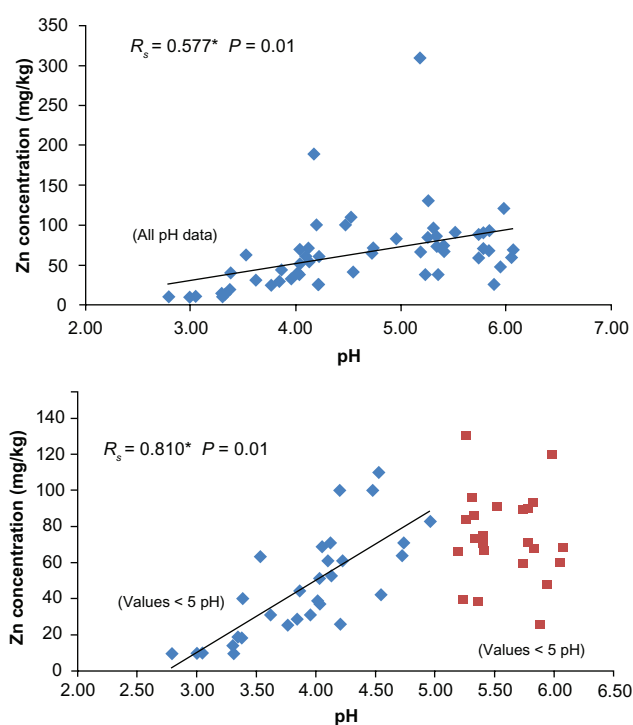 350
300
250
200
150
100
50
0
2.00 3.00 4.00 5.00 6.00 7.00
pH
Zn concentration (mg/kg)
Rs = 0.577* P = 0.01
(All pH data)
140
120
100
80
60
40
20
0
2.00 2.50 3.00 3.50 4.00 4.50 5.00 5.50 6.00 6.50
pH
Zn concentration (mg/kg)
Rs = 0.810* P = 0.01
(Values < 5 pH)
(Values < 5 pH)